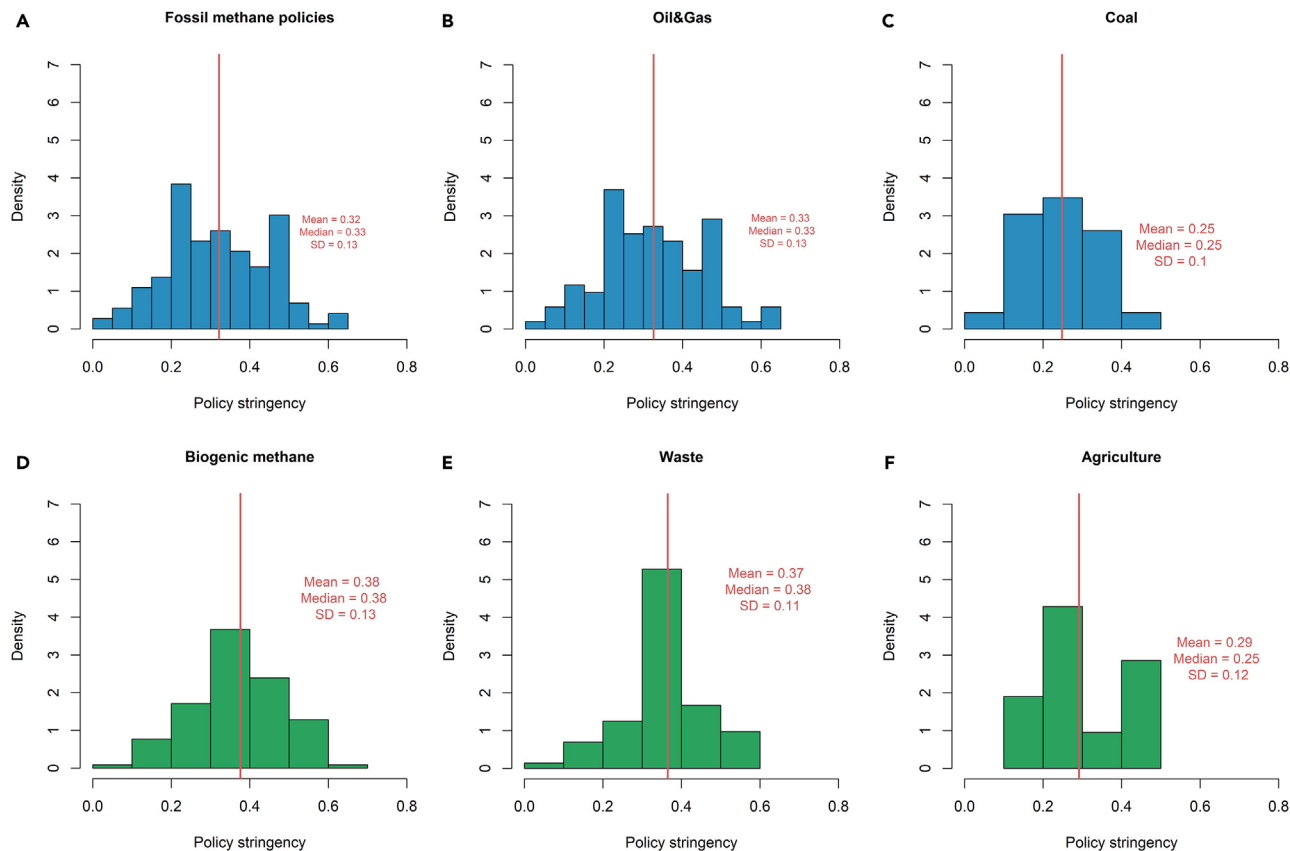 A
Fossil methane policies
7
6
5
4
3
2
1
0
Density
Mean = 0.32
Median = 0.33
SD = 0.13
0.0 0.2 0.4 0.6 0.8
Policy stringency
B
Oil&Gas
7
6
5
4
3
2
1
0
Density
Mean = 0.33
Median = 0.33
SD = 0.13
0.0 0.2 0.4 0.6 0.8
Policy stringency
C
Coal
7
6
5
4
3
2
1
0
Density
Mean = 0.25
Median = 0.25
SD = 0.1
0.0 0.2 0.4 0.6 0.8
Policy stringency
D
Biogenic methane
7
6
5
4
3
2
1
0
Density
Mean = 0.38
Median = 0.38
SD = 0.13
0.0 0.2 0.4 0.6 0.8
Policy stringency
E
Waste
7
6
5
4
3
2
1
0
Density
Mean = 0.37
Median = 0.38
SD = 0.11
0.0 0.2 0.4 0.6 0.8
Policy stringency
F
Agriculture
7
6
5
4
3
2
1
0
Density
Mean = 0.29
Median = 0.25
SD = 0.12
0.0 0.2 0.4 0.6 0.8
Policy stringency